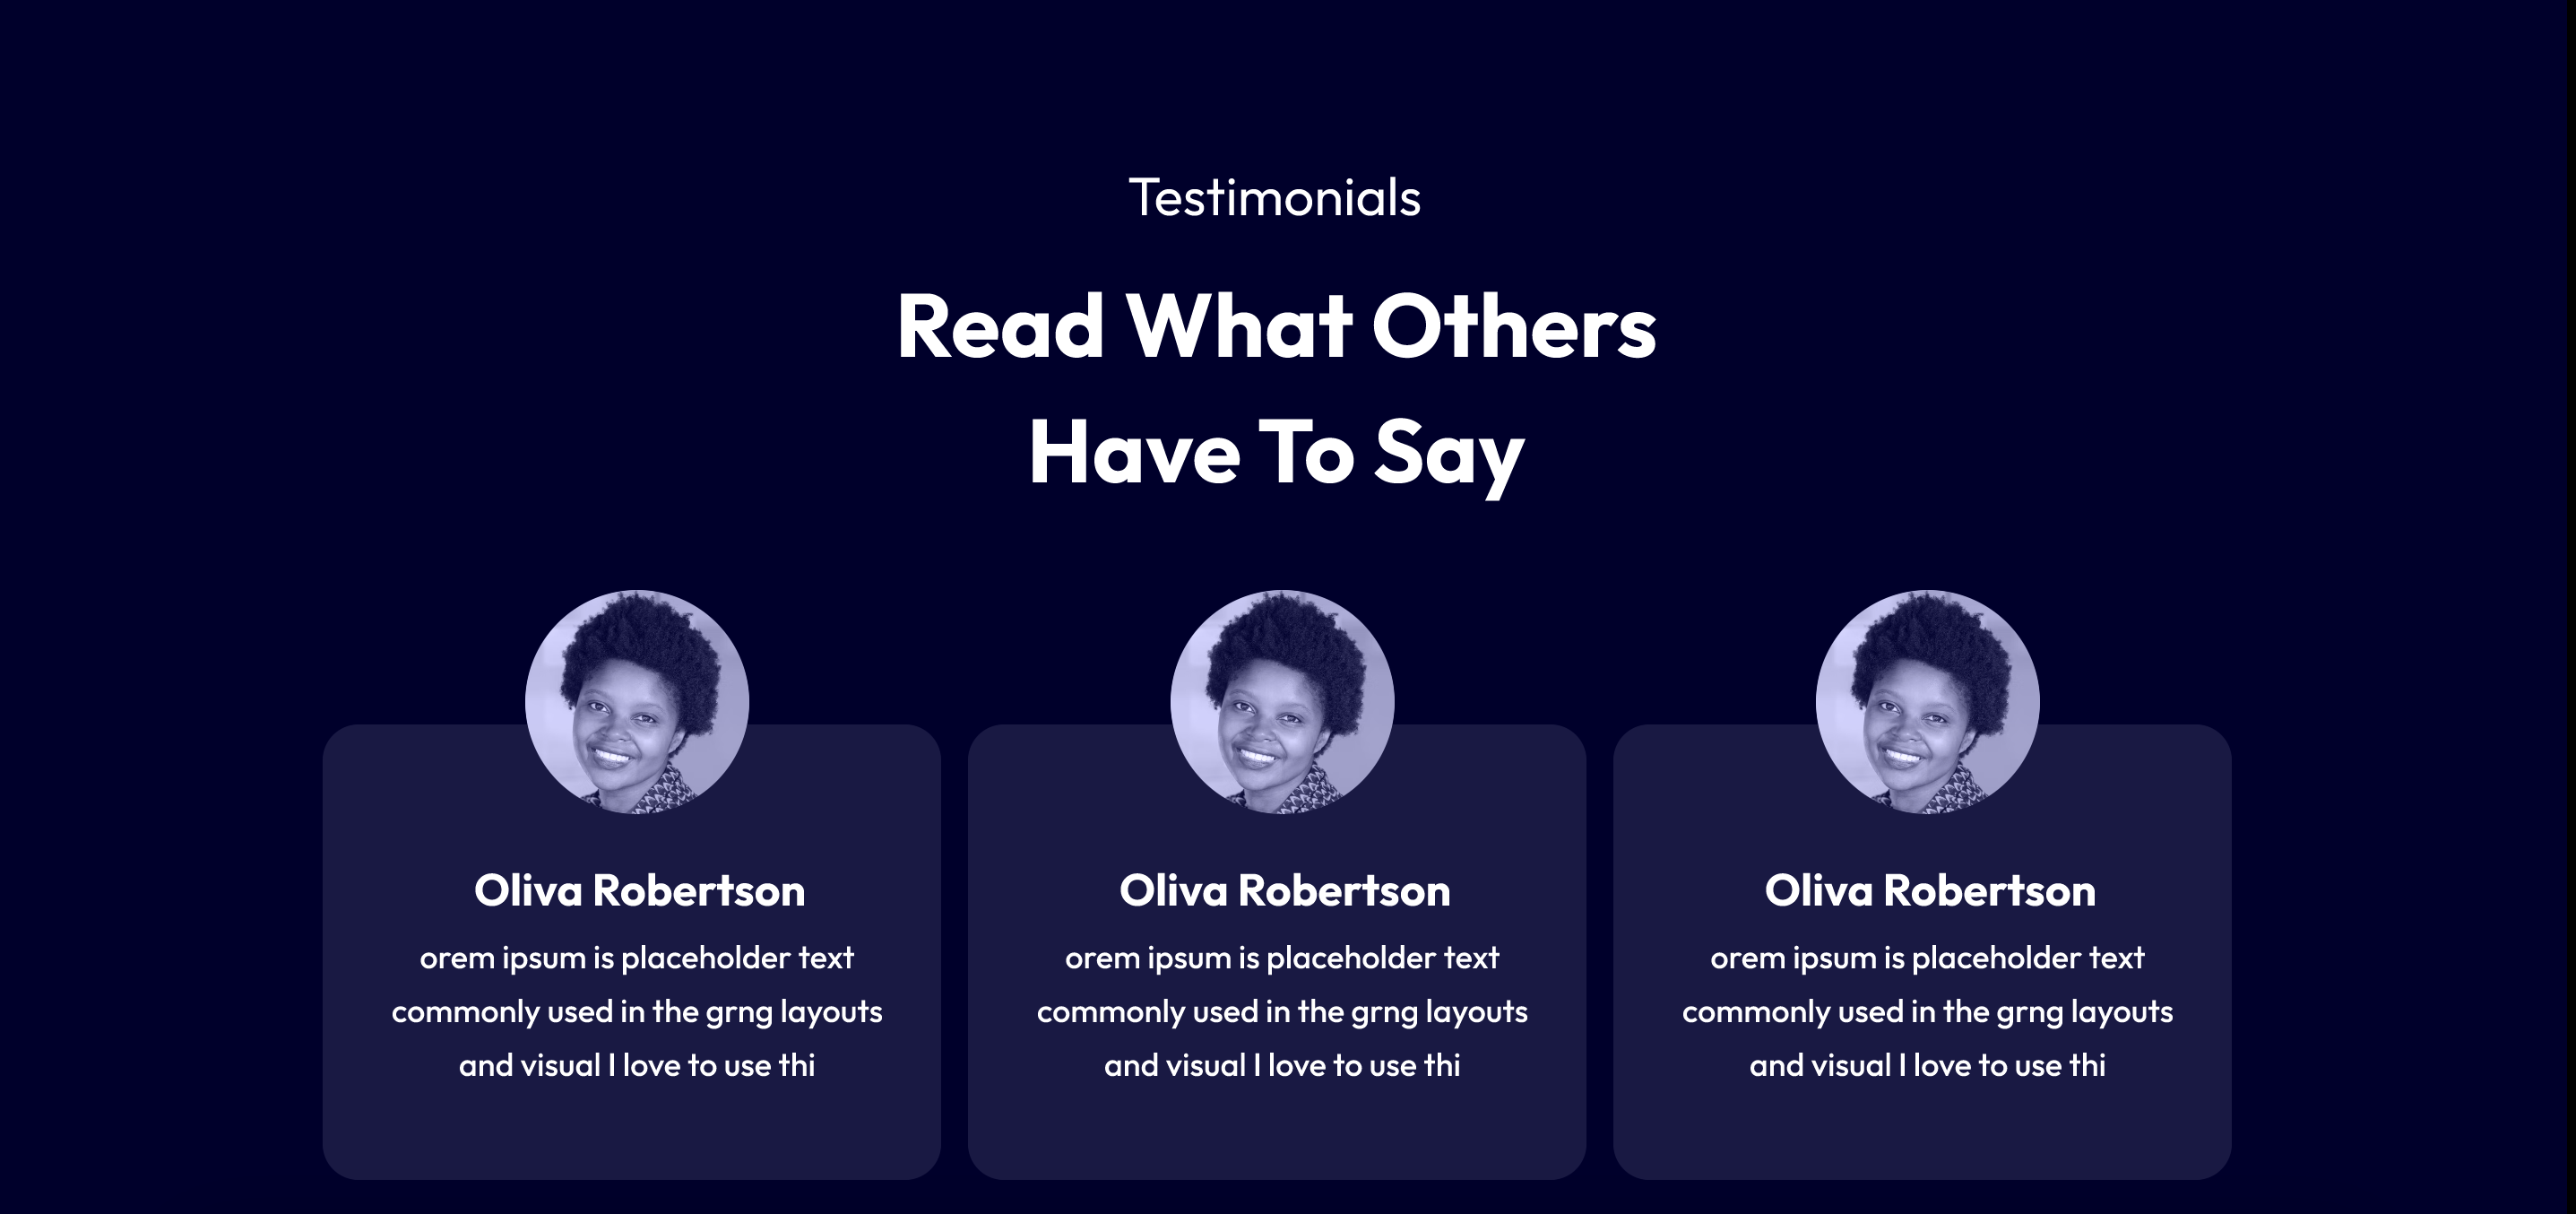 Testimonials
Read What Others
Have To Say
Oliva Robertson
orem ipsum is placeholder text
commonly used in the grng layouts
and visual I love to use thi
Oliva Robertson
orem ipsum is placeholder text
commonly used in the grng layouts
and visual I love to use thi
Oliva Robertson
orem ipsum is placeholder text
commonly used in the grng layouts
and visual I love to use thi